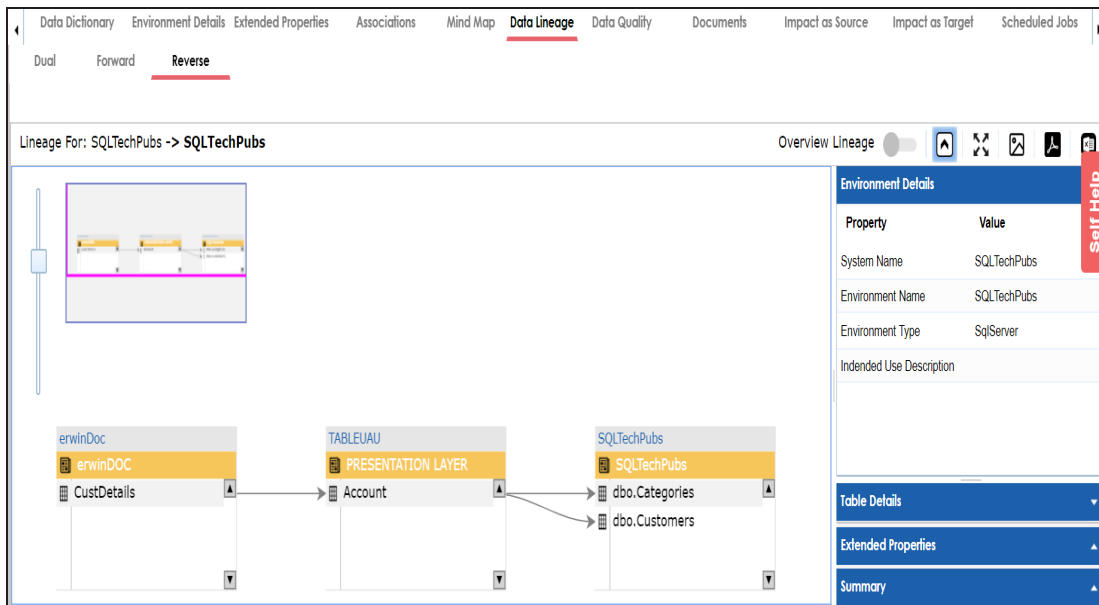 Data Dictionary Environment Details Extended Properties Associations Mind Map Data Lineage Data Quality Documents Impact as Source Impact as Target Scheduled Jobs
Dual Forward Reverse
Lineage For: SQLTechPubs -> SQLTechPubs Overview Lineage
Self Help
Environment Details
Property Value
System Name SQLTechPubs
Environment Name SQLTechPubs
Environment Type SqlServer
Indended Use Description
erwinDoc TABLEUAU SQLTechPubs
erwinDOC PRESENTATION LAYER SQLTechPubs
CustDetails Account dbo.Categories
dbo.Customers
Table Details
Extended Properties
Summary